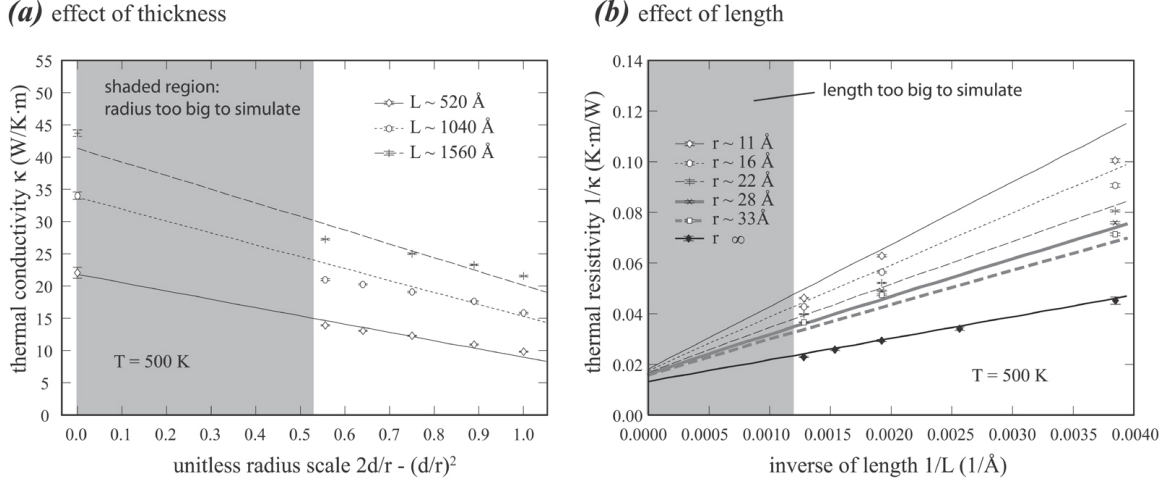 (a) effect of thickness
thermal conductivity κ (W/K·m)
55
50
45
40
35
30
25
20
15
10
5
0
shaded region:
radius too big to simulate
L ~ 520 Å
L ~ 1040 Å
L ~ 1560 Å
T = 500 K
0.0 0.1 0.2 0.3 0.4 0.5 0.6 0.7 0.8 0.9 1.0
unitless radius scale 2d/r - (d/r)²
(b) effect of length
thermal resistivity 1/κ (K·m/W)
0.14
0.12
0.10
0.08
0.06
0.04
0.02
0.00
length too big to simulate
r ~ 11 Å
r ~ 16 Å
r ~ 22 Å
r ~ 28 Å
r ~ 33Å
r ∞
T = 500 K
0.0000 0.0005 0.0010 0.0015 0.0020 0.0025 0.0030 0.0035 0.0040
inverse of length 1/L (1/Å)